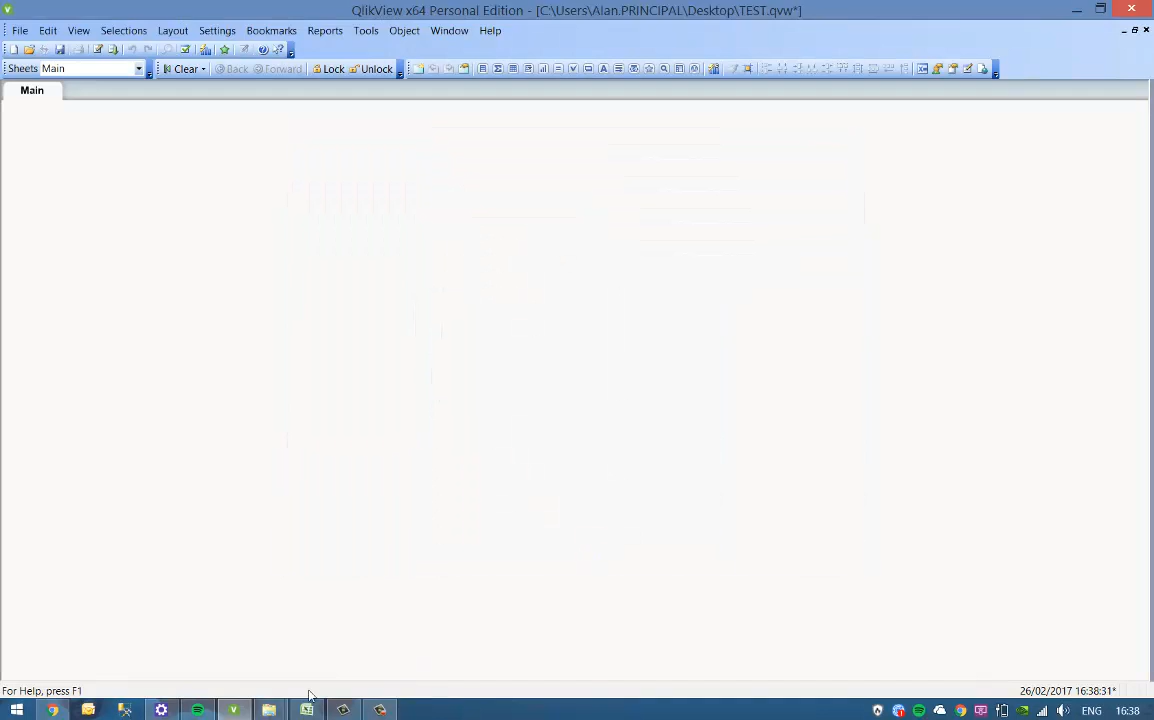 QlikView x64 Personal Edition - [C:\Users\Alan.PRINCIPAL\Desktop\TEST.qvw*]
File Edit View Selections Layout Settings Bookmarks Reports Tools Object Window Help
Sheets Main Clear Back Forward Lock Unlock
Main
For Help, press F1 26/02/2017 16:38:31*
ENG 16:38